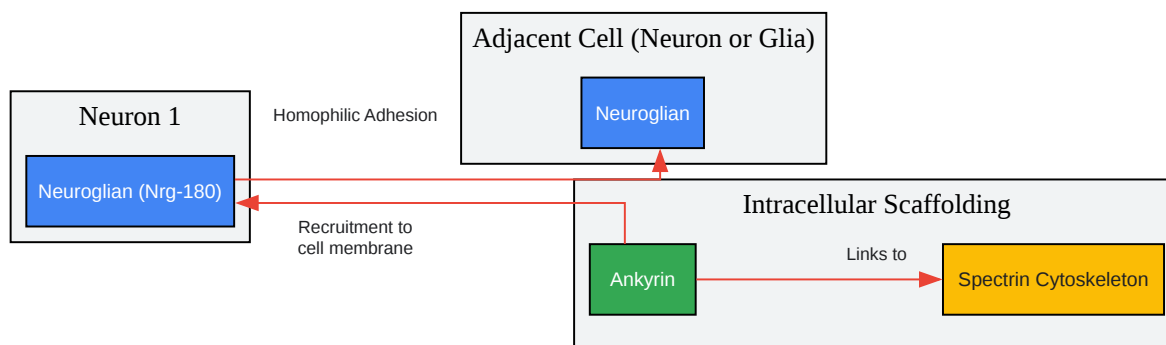 Adjacent Cell (Neuron or Glia)
Neuroglian
Neuron 1
Homophilic Adhesion
Neuroglian (Nrg-180)
Intracellular Scaffolding
Recruitment to
cell membrane
Links to
Ankyrin
Spectrin Cytoskeleton